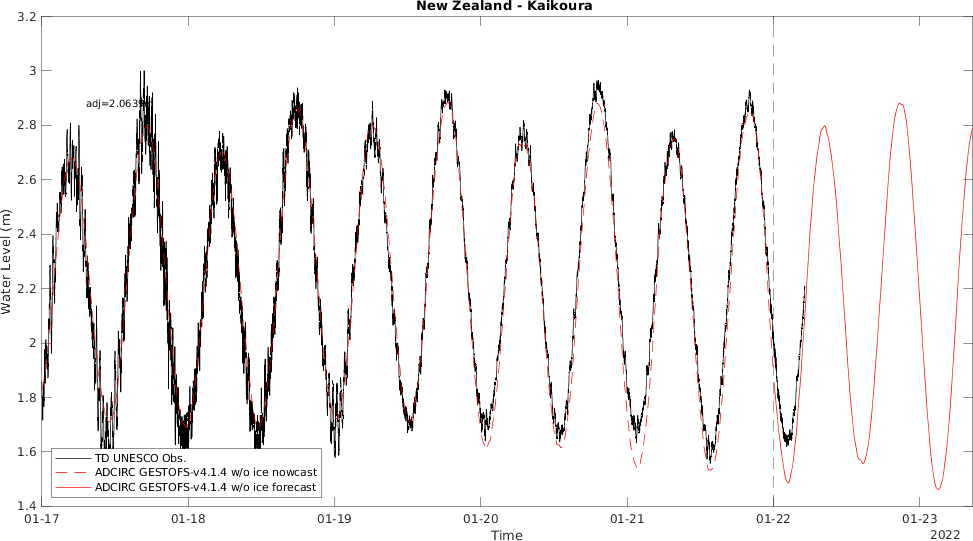 New Zealand - Kaikoura
3.2
3
2.8
2.6
2.4
2.2
2
1.8
1.6
1.4
Water Level (m)
adj=2.0639
TD UNESCO Obs.
ADCIRC GESTOFS-v4.1.4 w/o ice nowcast
ADCIRC GESTOFS-v4.1.4 w/o ice forecast
01-17
01-18
01-19
01-20
01-21
01-22
01-23
Time
2022